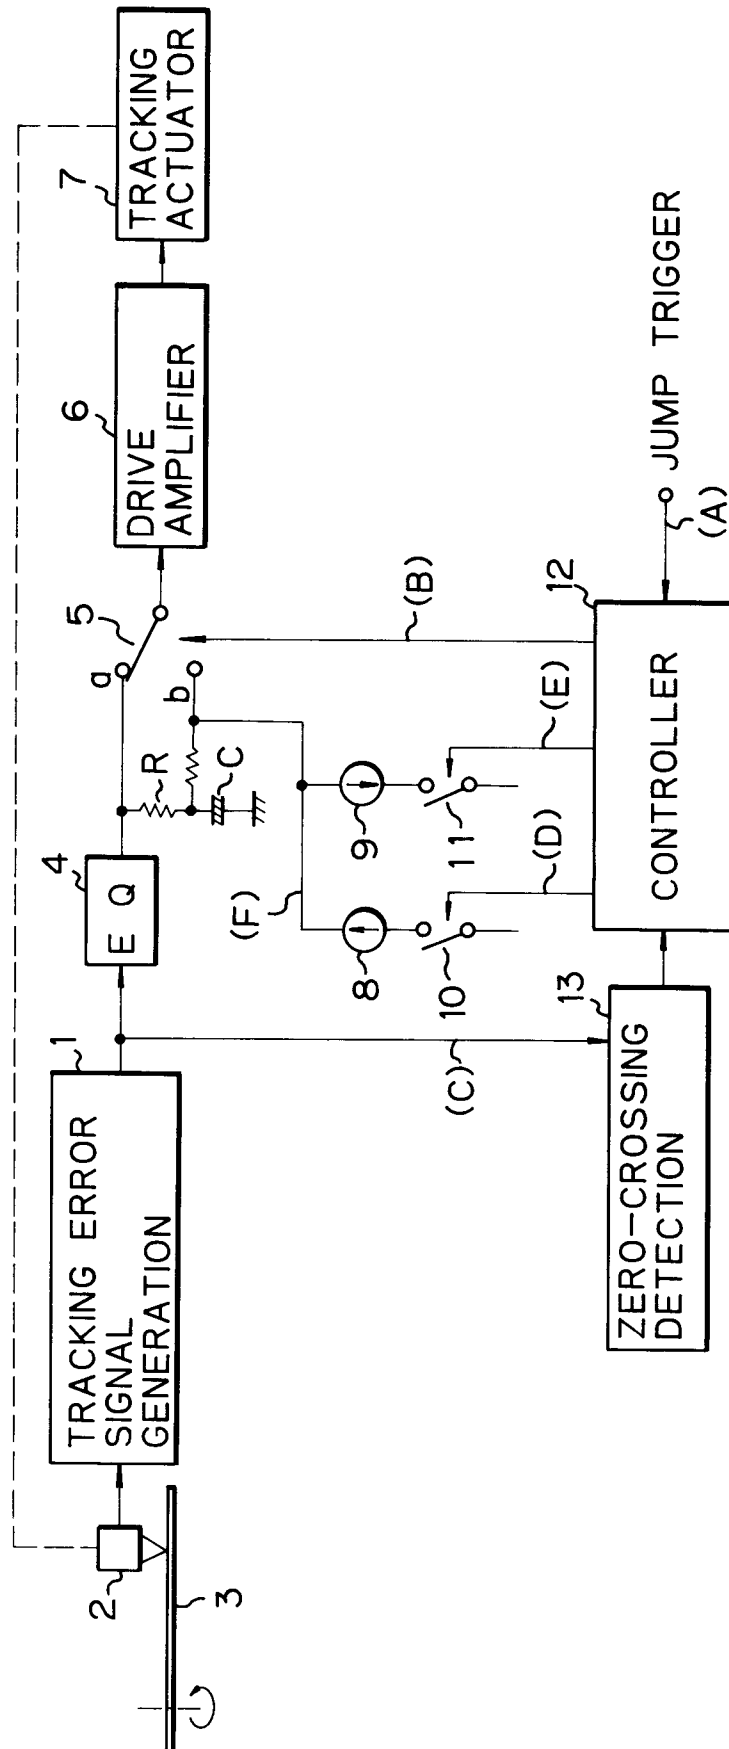 7
TRACKING
ACTUATOR
6
DRIVE
AMPLIFIER
5
a
b
R
C
4
E Q
1
TRACKING ERROR
SIGNAL
GENERATION
2
3
(F)
8
9
10
11
(B)
(C)
(D)
(E)
12
CONTROLLER
(A)
JUMP TRIGGER
13
ZERO-CROSSING
DETECTION